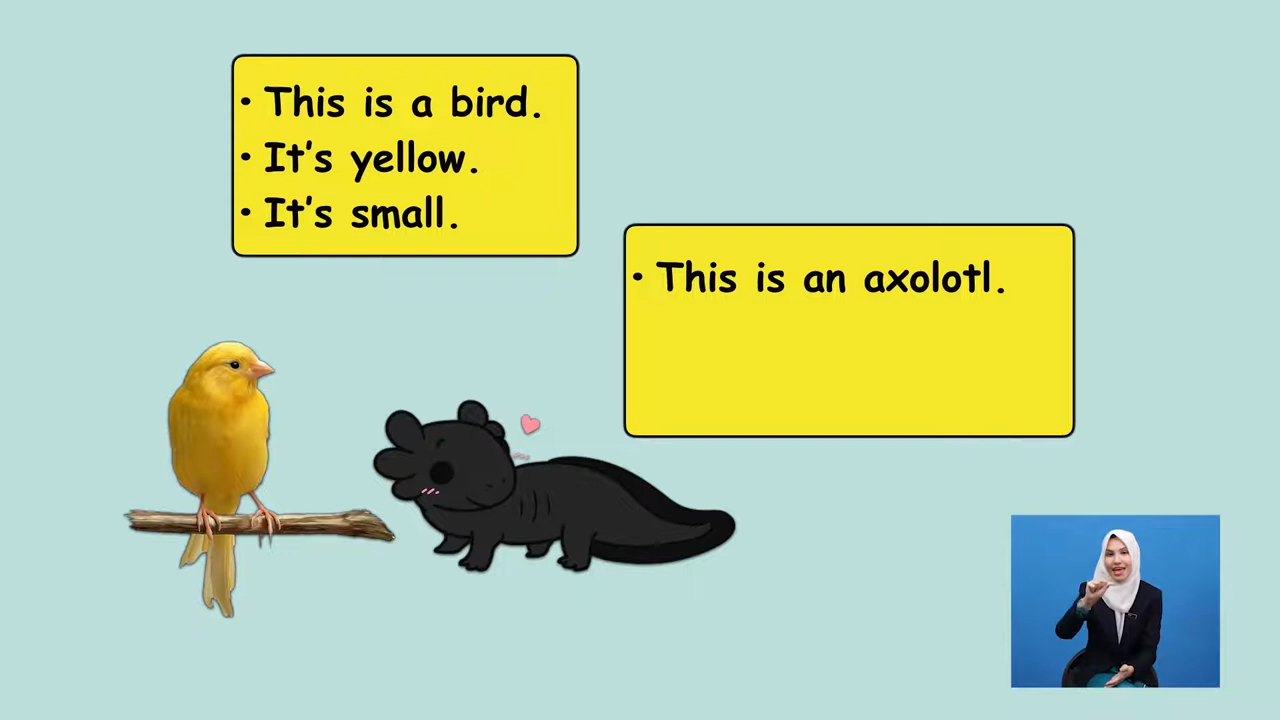 • This is a bird.
• It's yellow.
• It's small.
• This is an axolotl.